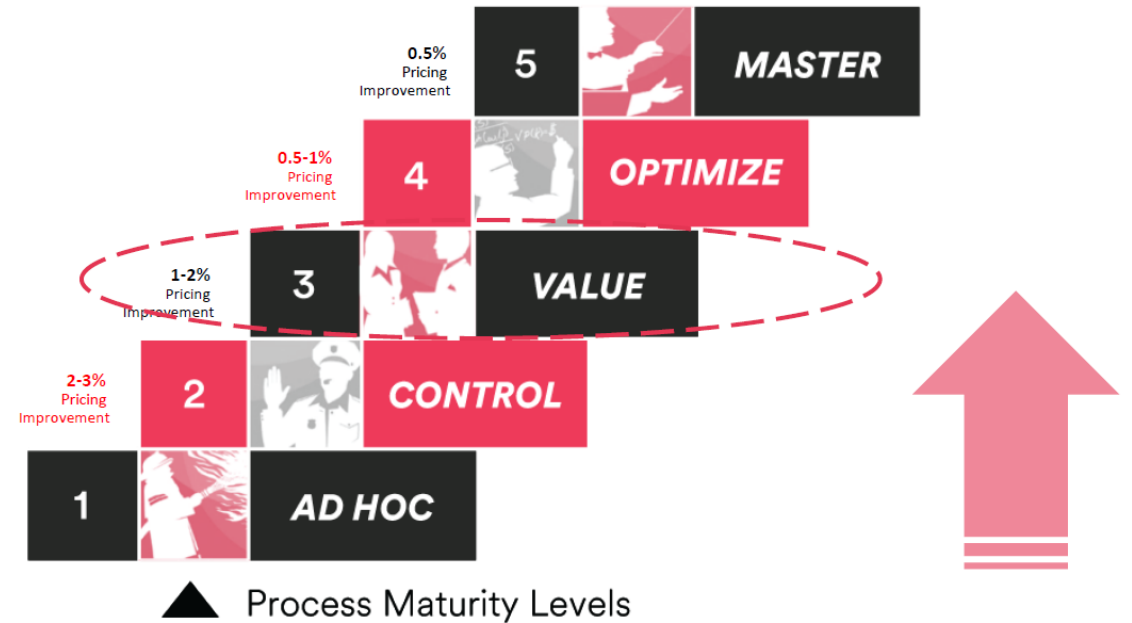 0.5%
Pricing
Improvement
5
MASTER
0.5-1%
Pricing
Improvement
4
OPTIMIZE
1-2%
Pricing
Improvement
3
VALUE
2-3%
Pricing
Improvement
2
CONTROL
1
AD HOC
Process Maturity Levels